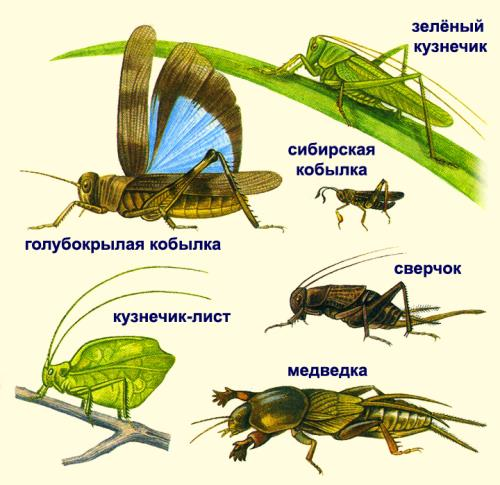 зелёный
кузнечик
сибирская
кобылка
голубокрылая кобылка
сверчок
кузнечик-лист
медведка